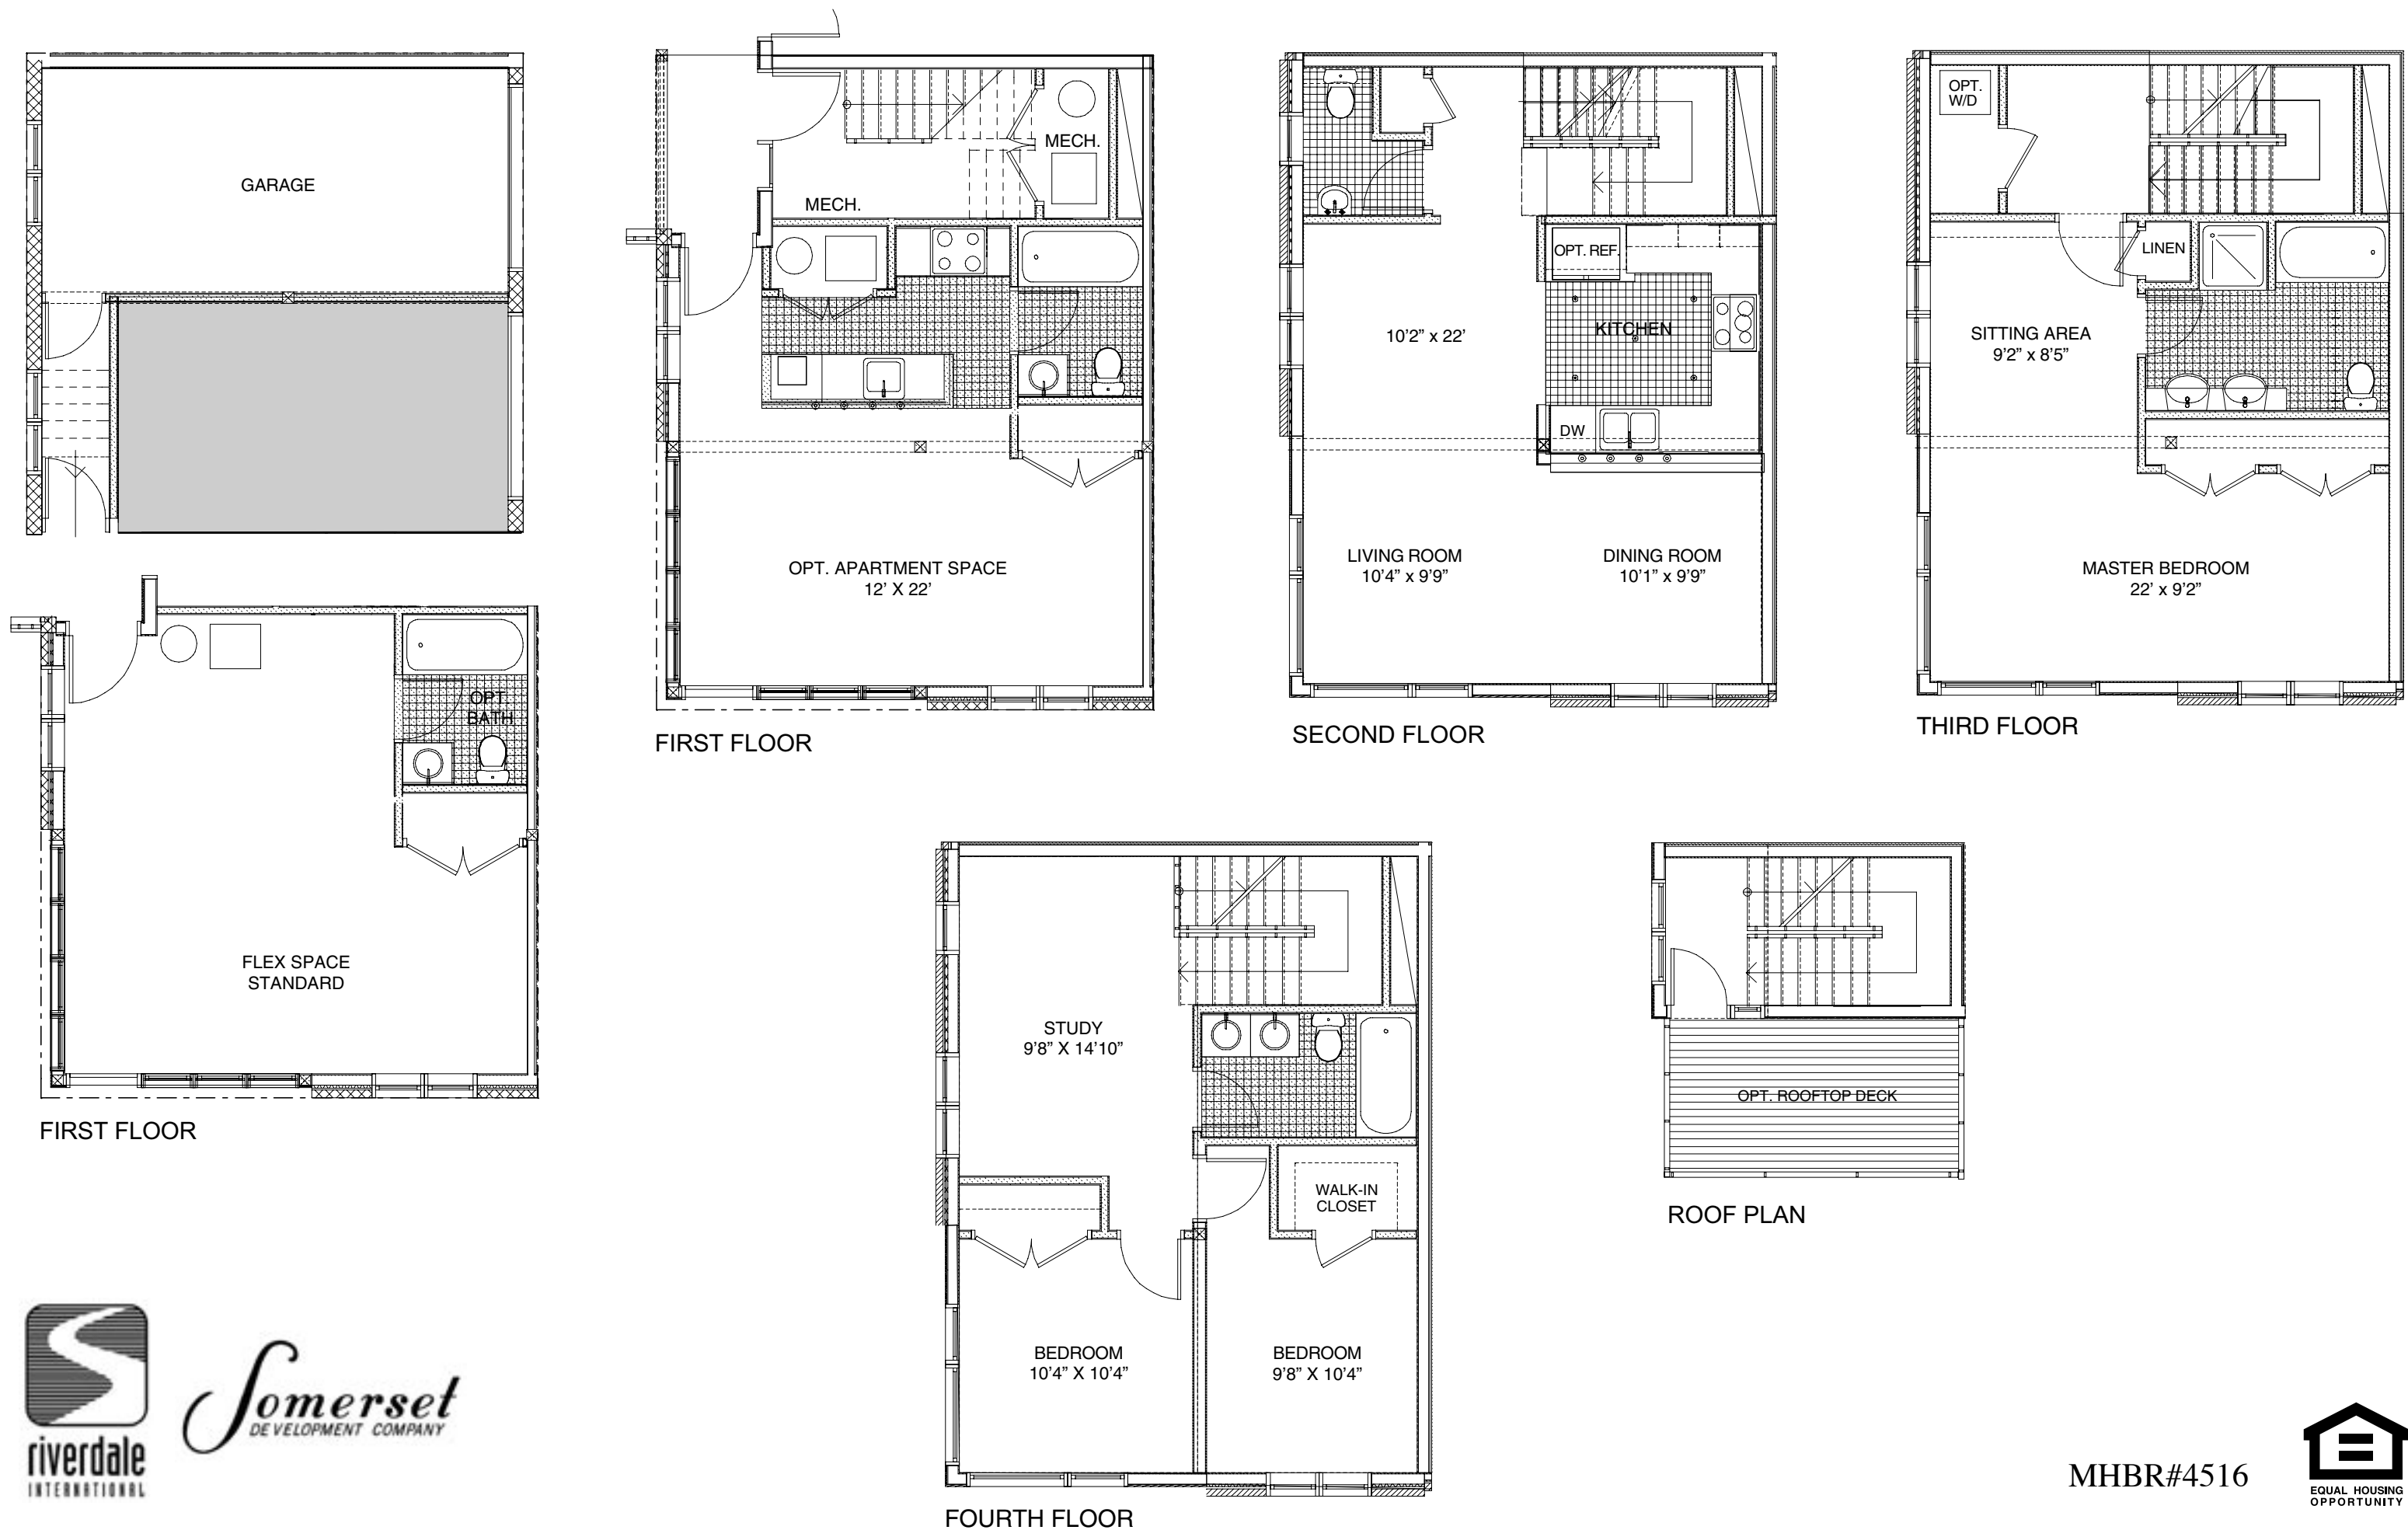 GARAGE
OPT.
BATH
FLEX SPACE
STANDARD
FIRST FLOOR
MECH.
MECH.
OPT. APARTMENT SPACE
12’ X 22’
FIRST FLOOR
OPT. REF.
10’2” x 22’
KITCHEN
DW
LIVING ROOM
10’4” x 9’9”
DINING ROOM
10’1” x 9’9”
SECOND FLOOR
OPT.
W/D
LINEN
SITTING AREA
9’2” x 8’5”
MASTER BEDROOM
22’ x 9’2”
THIRD FLOOR
STUDY
9’8” X 14’10”
WALK-IN
CLOSET
BEDROOM
10’4” X 10’4”
BEDROOM
9’8” X 10’4”
FOURTH FLOOR
OPT. ROOFTOP DECK
ROOF PLAN
riverdale
INTERNATIONAL
Somerset
DEVELOPMENT COMPANY
MHBR#4516
EQUAL HOUSING
OPPORTUNITY